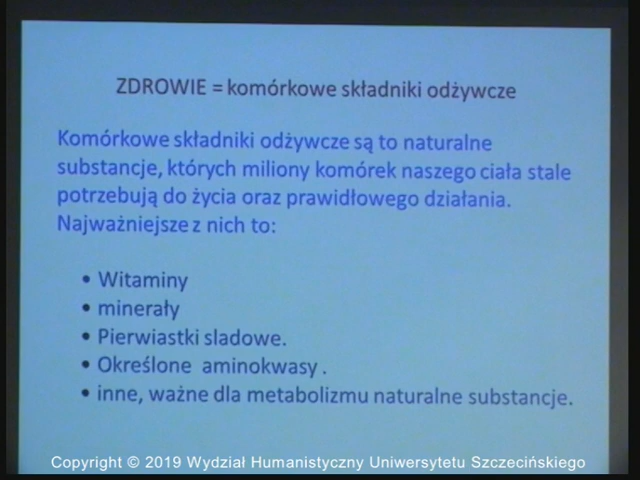 ZDROWIE = komórkowe składniki odżywcze
Komórkowe składniki odżywcze są to naturalne
substancje, których miliony komórek naszego ciała stale
potrzebują do życia oraz prawidłowego działania.
Najważniejsze z nich to:
• Witaminy
• minerały
• Pierwiastki sladowe.
• Określone aminokwasy .
• inne, ważne dla metabolizmu naturalne substancje.
Copyright © 2019 Wydział Humanistyczny Uniwersytetu Szczecińskiego